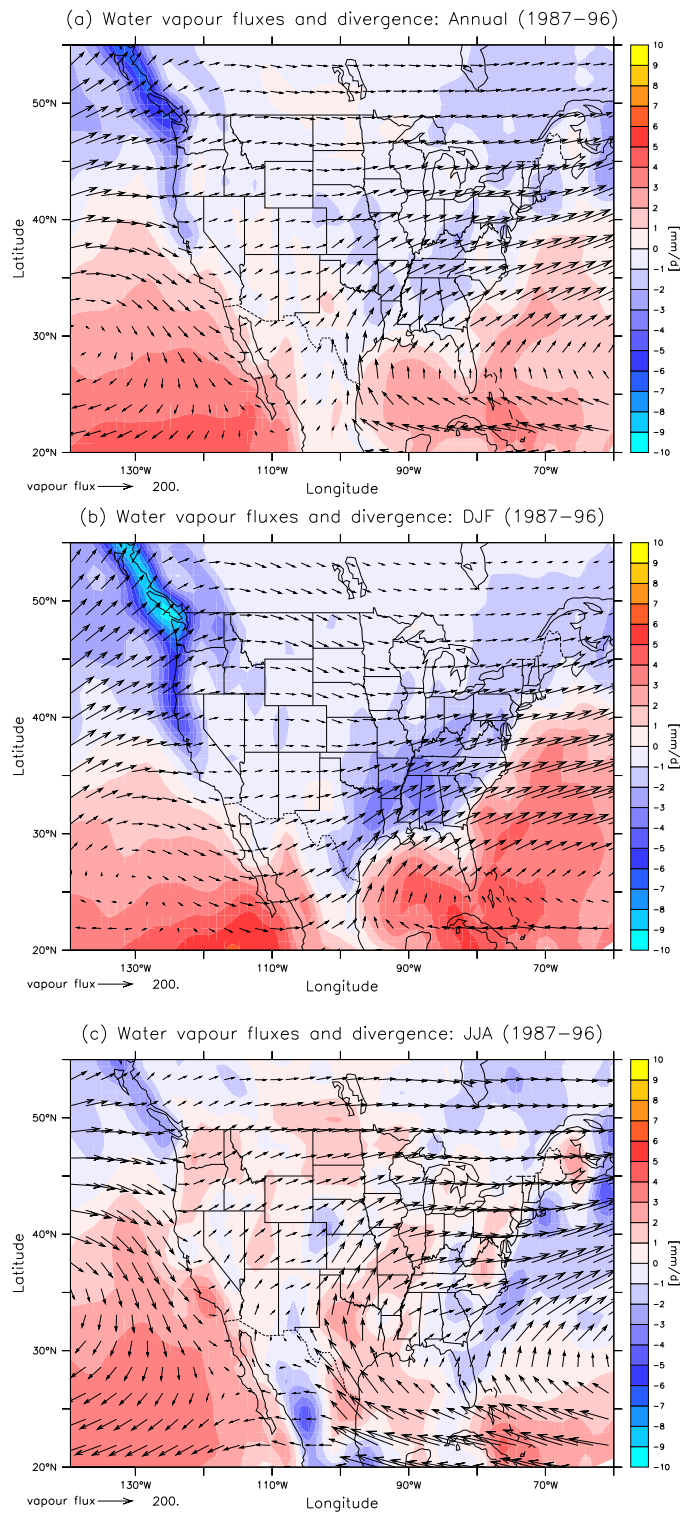 (a) Water vapour fluxes and divergence: Annual (1987−96)
10
9
8
7
6
5
4
3
2
1
0
−1
−2
−3
−4
−5
−6
−7
−8
−9
−10
[mm/d]
50°N
40°N
30°N
20°N
Latitude
130°W 110°W 90°W 70°W
vapour flux 200. Longitude
(b) Water vapour fluxes and divergence: DJF (1987−96)
10
9
8
7
6
5
4
3
2
1
0
−1
−2
−3
−4
−5
−6
−7
−8
−9
−10
[mm/d]
50°N
40°N
30°N
20°N
Latitude
130°W 110°W 90°W 70°W
vapour flux 200. Longitude
(c) Water vapour fluxes and divergence: JJA (1987−96)
10
9
8
7
6
5
4
3
2
1
0
−1
−2
−3
−4
−5
−6
−7
−8
−9
−10
[mm/d]
50°N
40°N
30°N
20°N
Latitude
130°W 110°W 90°W 70°W
vapour flux 200. Longitude